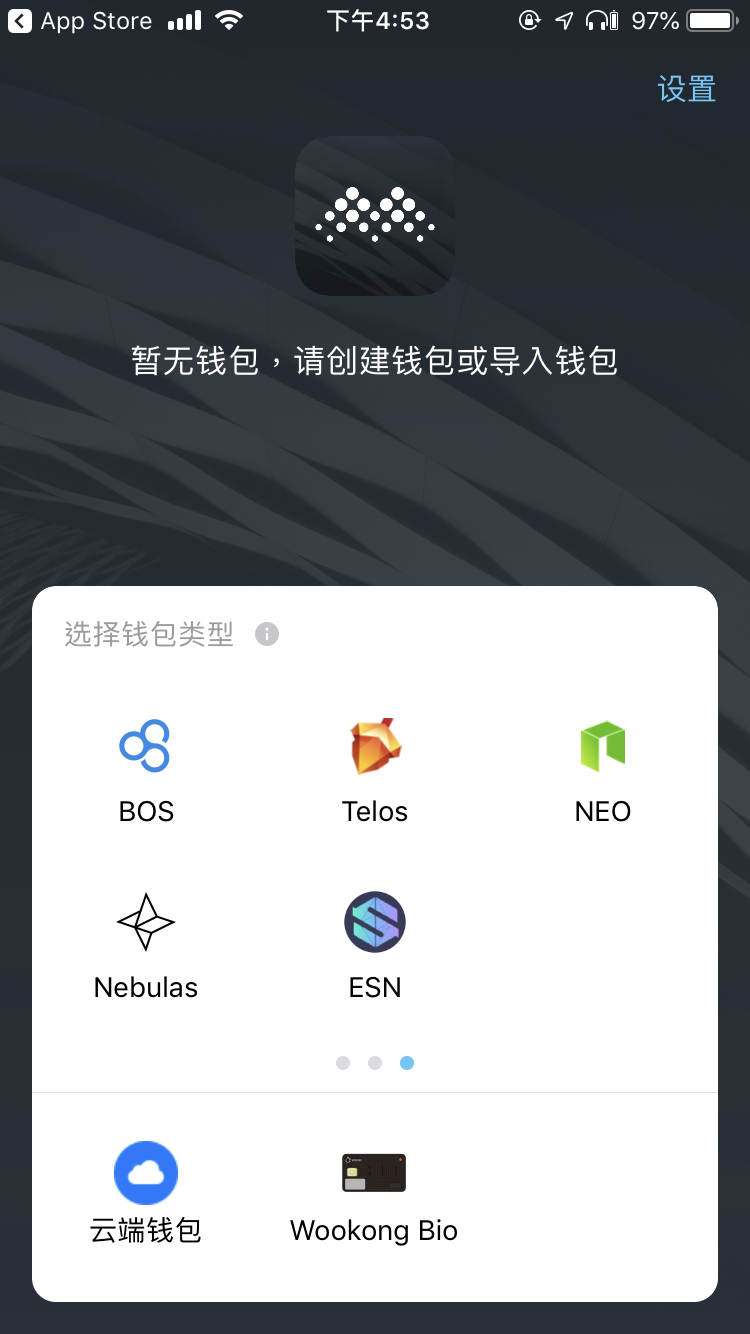 App Store 下午4:53 97%
设置
暂无钱包，请创建钱包或导入钱包
选择钱包类型
BOS Telos NEO
Nebulas ESN
云端钱包 Wookong Bio